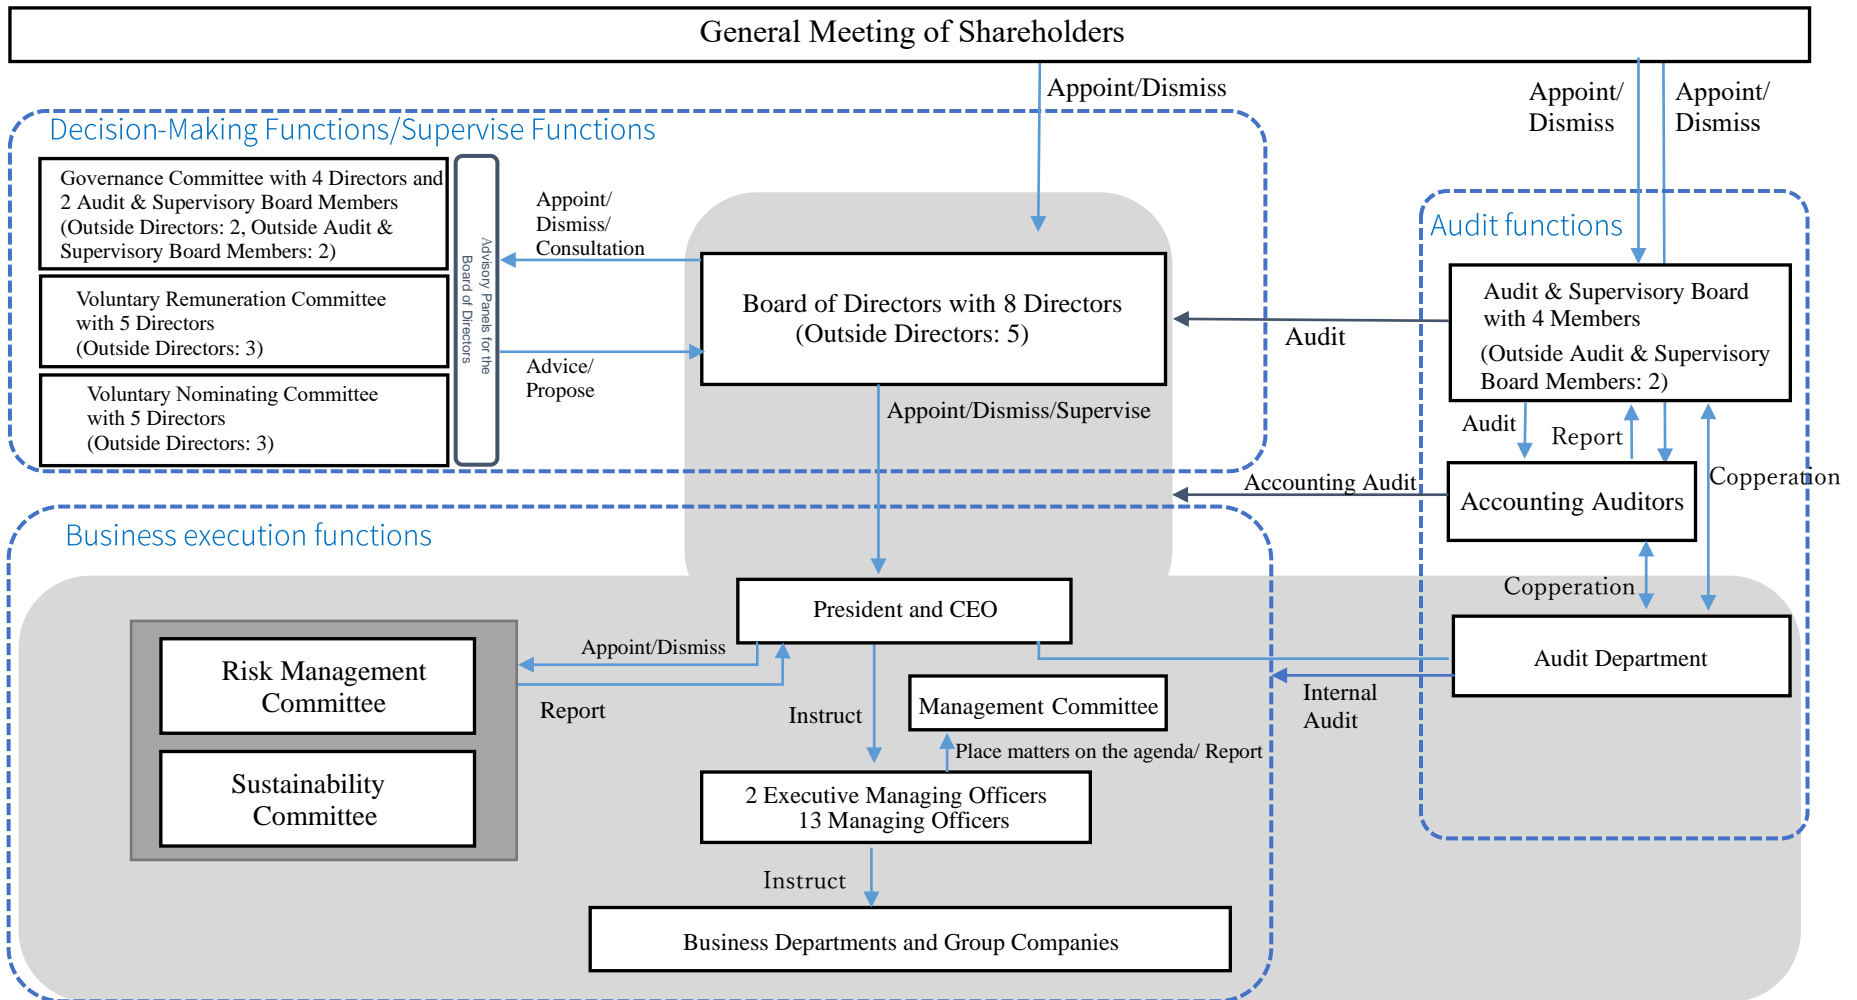 General Meeting of Shareholders
Appoint/Dismiss
Appoint/
Dismiss
Appoint/
Dismiss
Decision-Making Functions/Supervise Functions
Governance Committee with 4 Directors and
2 Audit & Supervisory Board Members
(Outside Directors: 2, Outside Audit &
Supervisory Board Members: 2)
Voluntary Remuneration Committee
with 5 Directors
(Outside Directors: 3)
Voluntary Nominating Committee
with 5 Directors
(Outside Directors: 3)
Advisory Panels for the
Board of Directors
Appoint/
Dismiss/
Consultation
Advice/
Propose
Board of Directors with 8 Directors
(Outside Directors: 5)
Appoint/Dismiss/Supervise
Audit
Accounting Audit
Audit functions
Audit & Supervisory Board
with 4 Members
(Outside Audit & Supervisory
Board Members: 2)
Audit
Report
Copperation
Accounting Auditors
Copperation
Audit Department
Internal
Audit
Business execution functions
President and CEO
Appoint/Dismiss
Report
Risk Management
Committee
Sustainability
Committee
Instruct
Management Committee
Place matters on the agenda/ Report
2 Executive Managing Officers
13 Managing Officers
Instruct
Business Departments and Group Companies